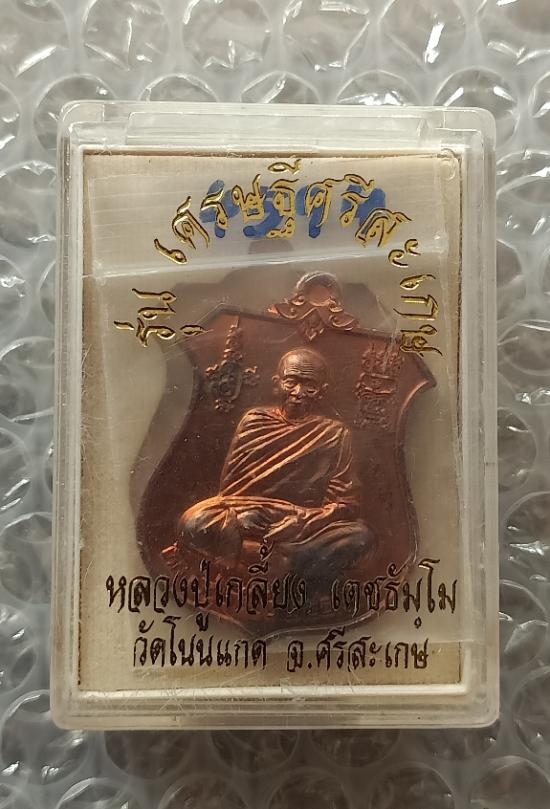 รุ่น เศรษฐีศรีสะเกษ
หลวงปู่เกลี้ยง เตชธัมฺโม
วัดโนนแกด จ.ศรีสะเกษ